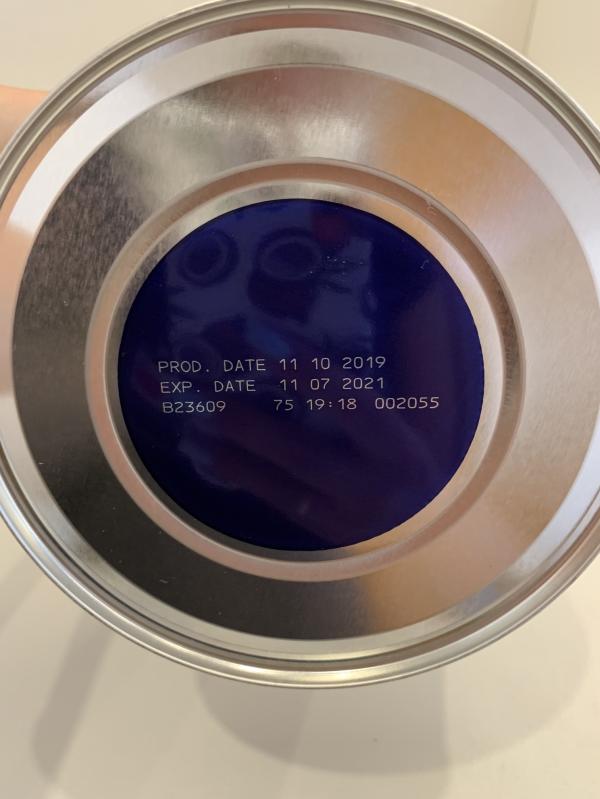 PROD. DATE 11 10 2019
EXP. DATE 11 07 2021
B23609 75 19:18 002055